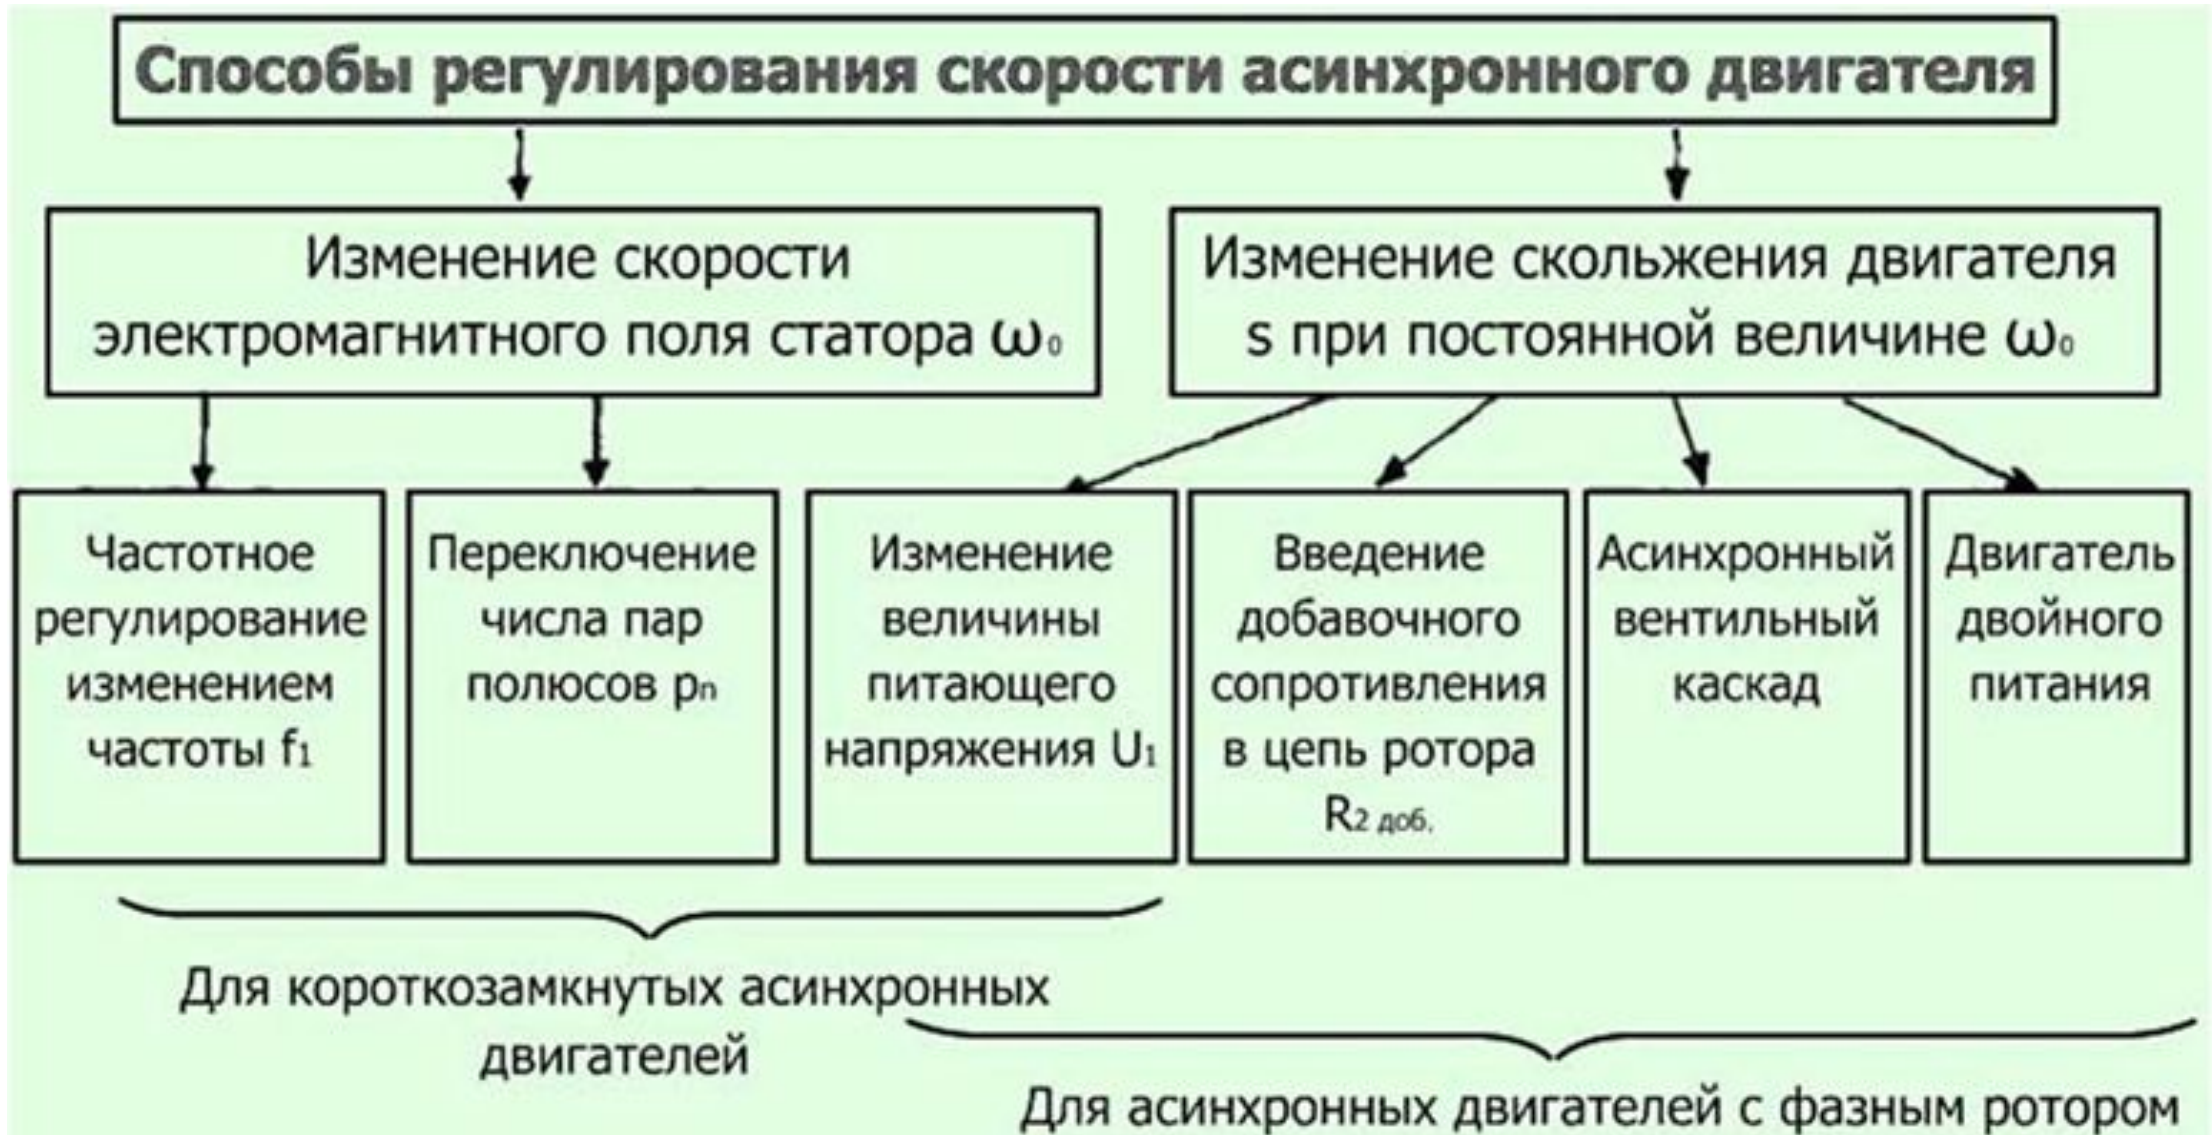 Способы регулирования скорости асинхронного двигателя
Изменение скорости
электромагнитного поля статора ω₀
Изменение скольжения двигателя
s при постоянной величине ω₀
Частотное
регулирование
изменением
частоты f₁
Переключение
числа пар
полюсов pₙ
Изменение
величины
питающего
напряжения U₁
Введение
добавочного
сопротивления
в цепь ротора
R₂ доб.
Асинхронный
вентильный
каскад
Двигатель
двойного
питания
Для короткозамкнутых асинхронных
двигателей
Для асинхронных двигателей с фазным ротором